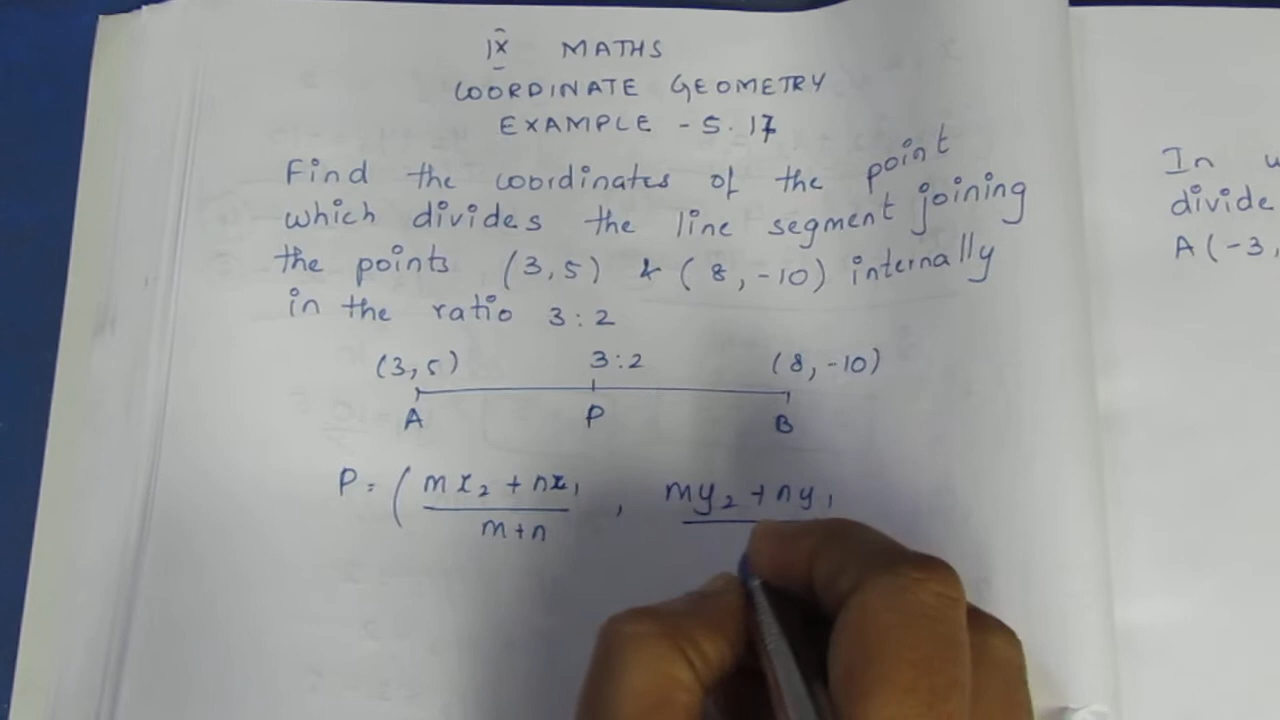 IX MATHS
COORDINATE GEOMETRY
EXAMPLE - 5.17
Find the coordinates of the point
which divides the line segment joining
the points (3,5) & (8,-10) internally
in the ratio 3:2
(3,5) 3:2 (8,-10)
A P B
P = ( mx₂ + nx₁ , my₂ + ny₁
m+n
In
divide
A(-3,